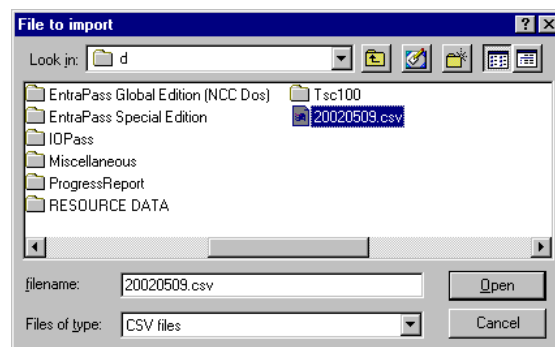 File to import
Look in: d
EntraPass Global Edition (NCC Dos)
EntraPass Special Edition
IOPass
Miscellaneous
ProgressReport
RESOURCE DATA
Tsc100
20020509.csv
filename: 20020509.csv Open
Files of type: CSV files Cancel